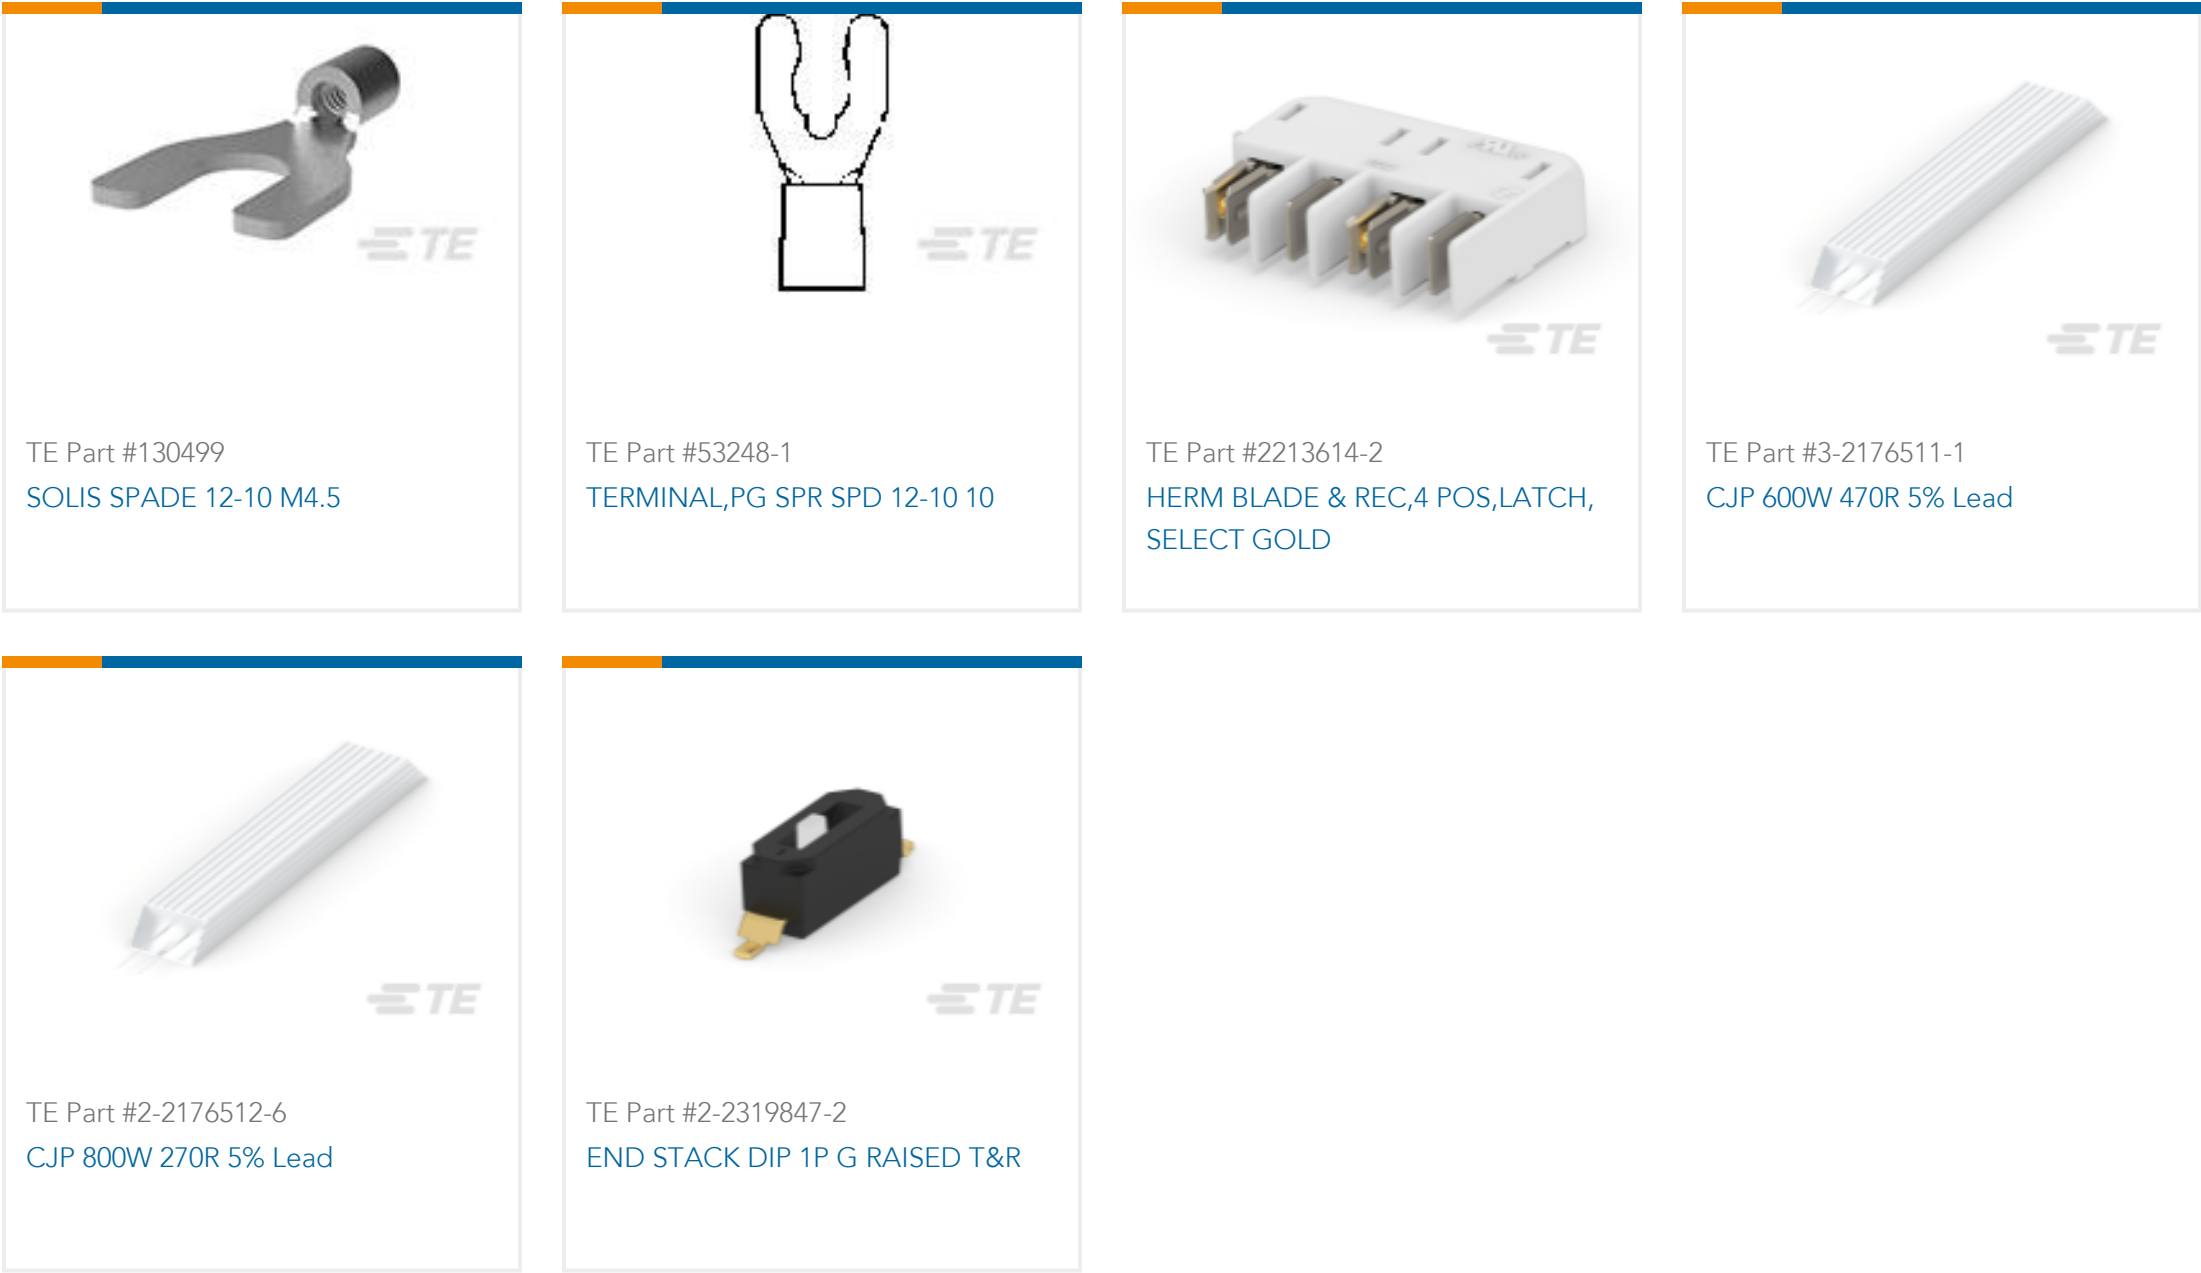 TE
TE
TE
TE
TE Part #130499
SOLIS SPADE 12-10 M4.5
TE Part #53248-1
TERMINAL,PG SPR SPD 12-10 10
TE Part #2213614-2
HERM BLADE & REC,4 POS,LATCH,
SELECT GOLD
TE Part #3-2176511-1
CJP 600W 470R 5% Lead
TE
TE
TE Part #2-2176512-6
CJP 800W 270R 5% Lead
TE Part #2-2319847-2
END STACK DIP 1P G RAISED T&R